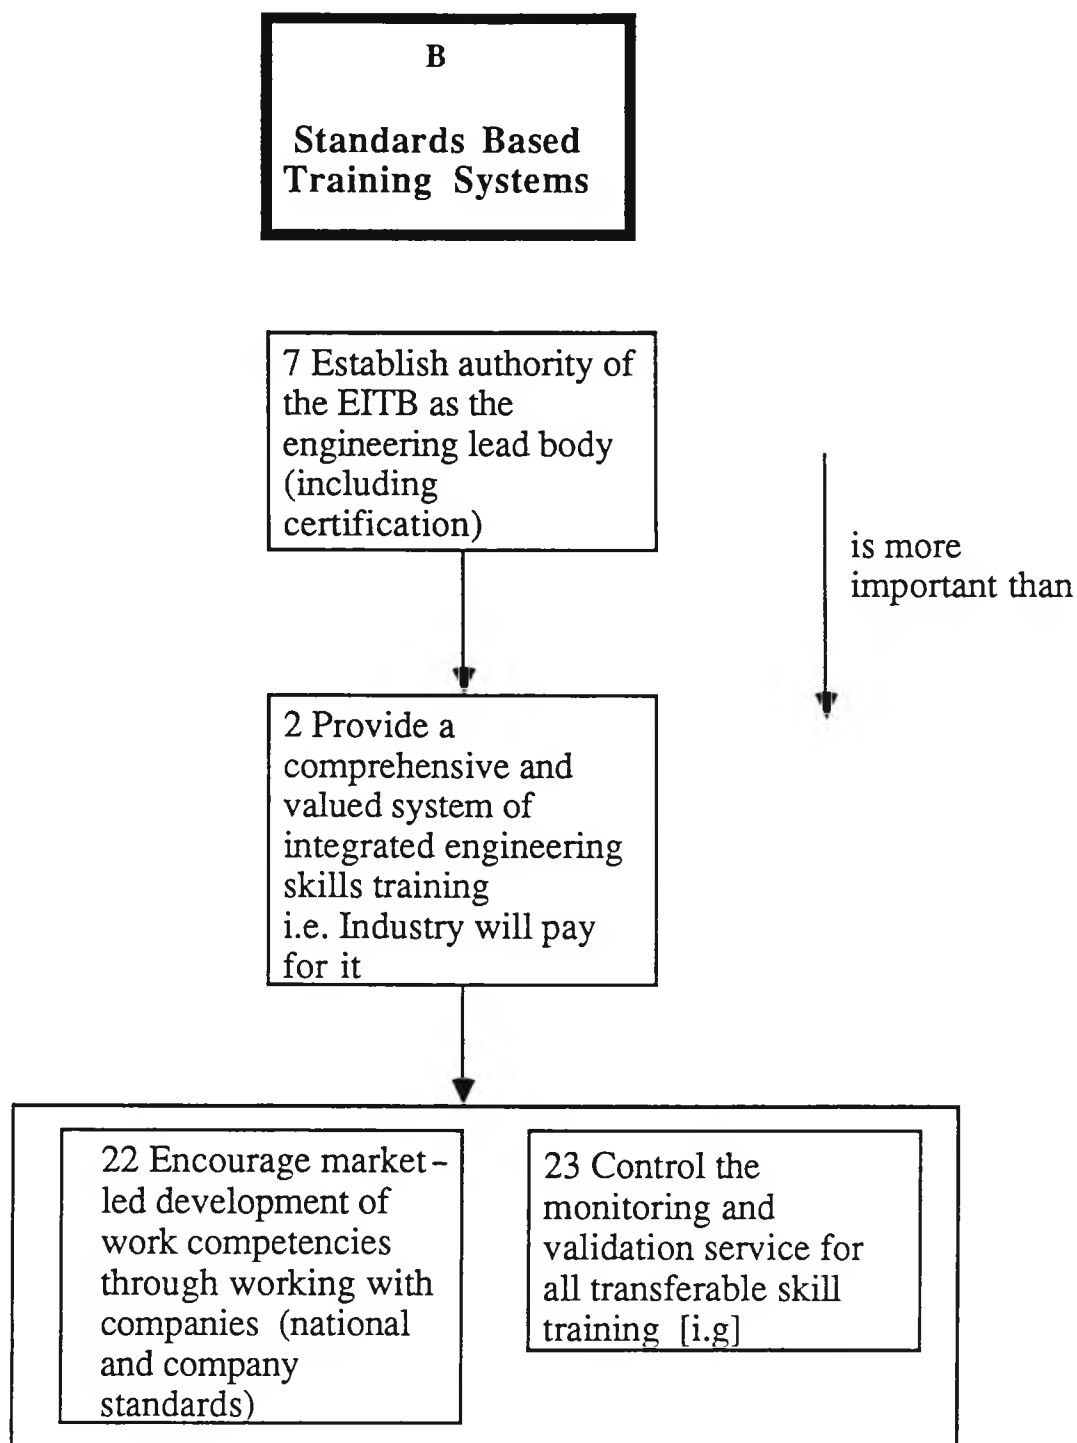 B
Standards Based
Training Systems
7 Establish authority of
the EITB as the
engineering lead body
(including
certification)
is more
important than
2 Provide a
comprehensive and
valued system of
integrated engineering
skills training
i.e. Industry will pay
for it
22 Encourage market-
led development of
work competencies
through working with
companies (national
and company
standards)
23 Control the
monitoring and
validation service for
all transferable skill
training [i.g]